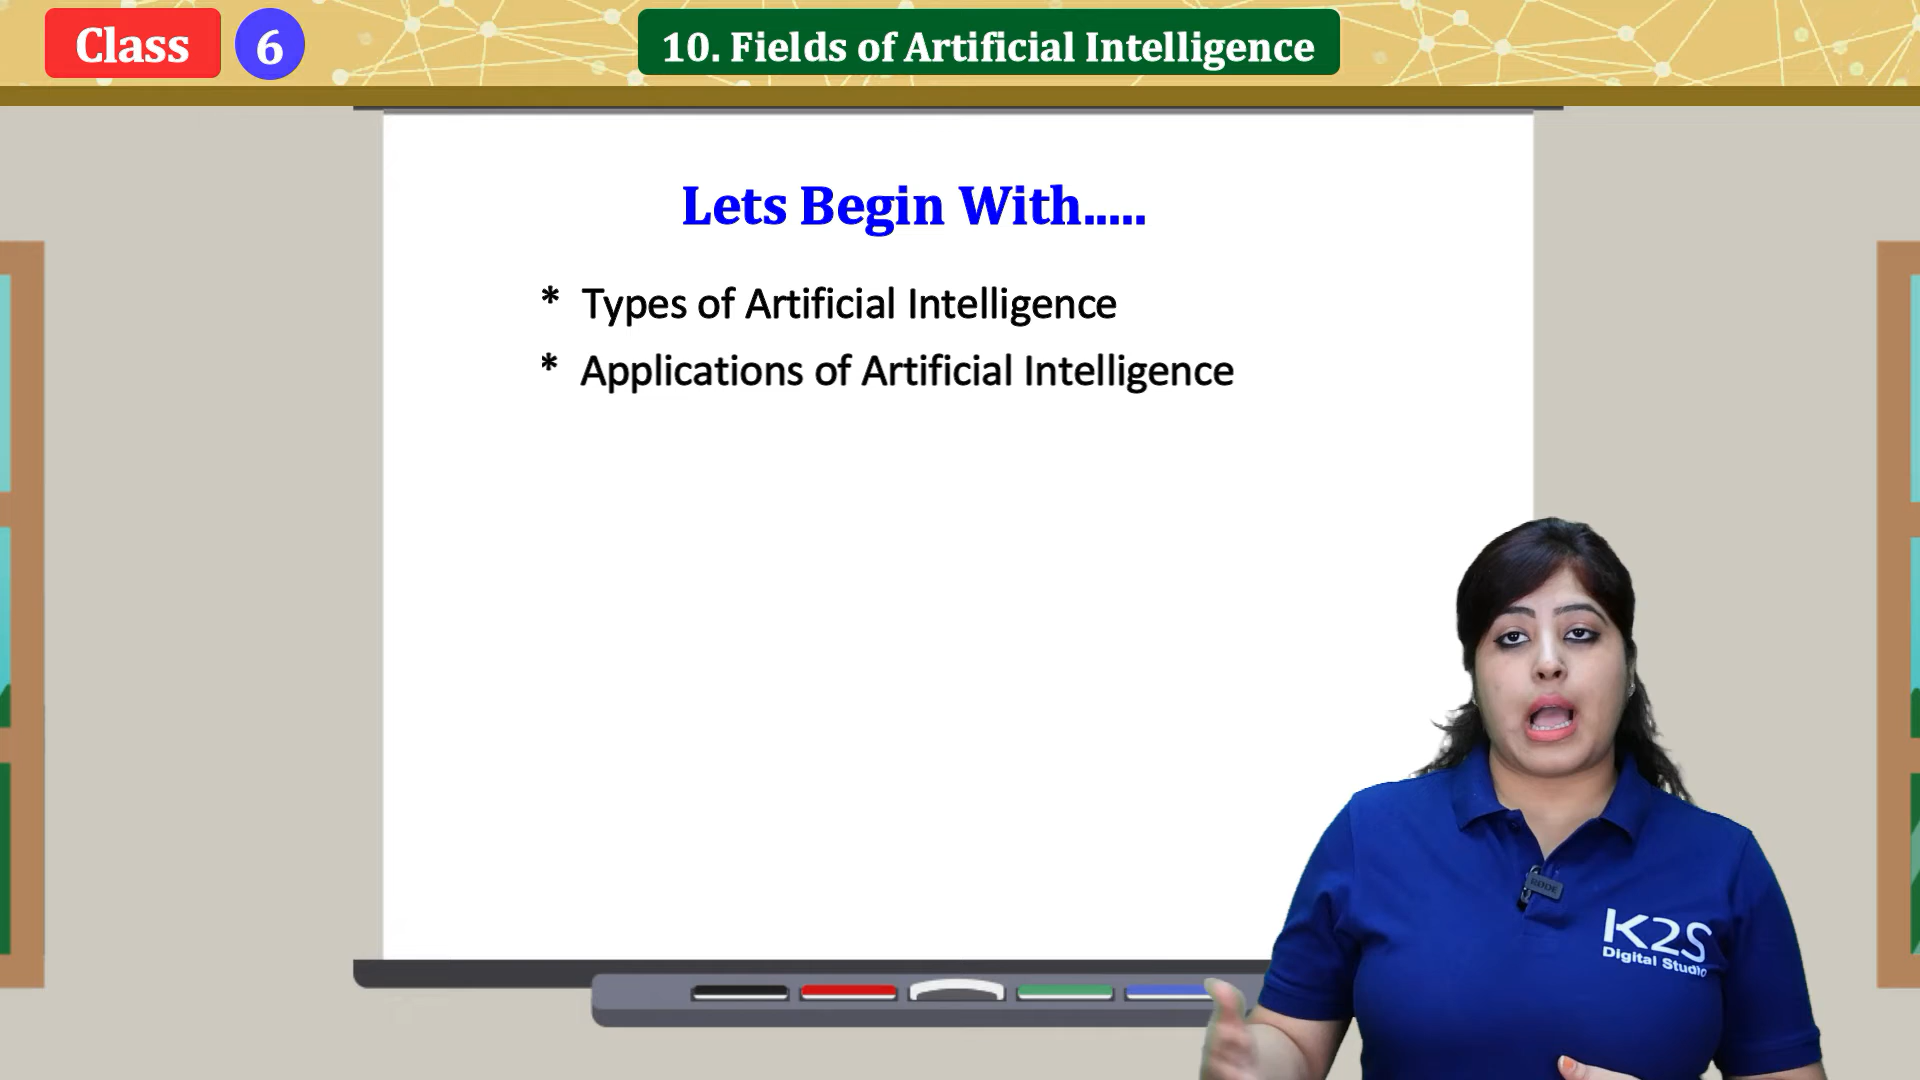 Class 6
10. Fields of Artificial Intelligence
Lets Begin With.....
* Types of Artificial Intelligence
* Applications of Artificial Intelligence
RODE
K2S
Digital Studio